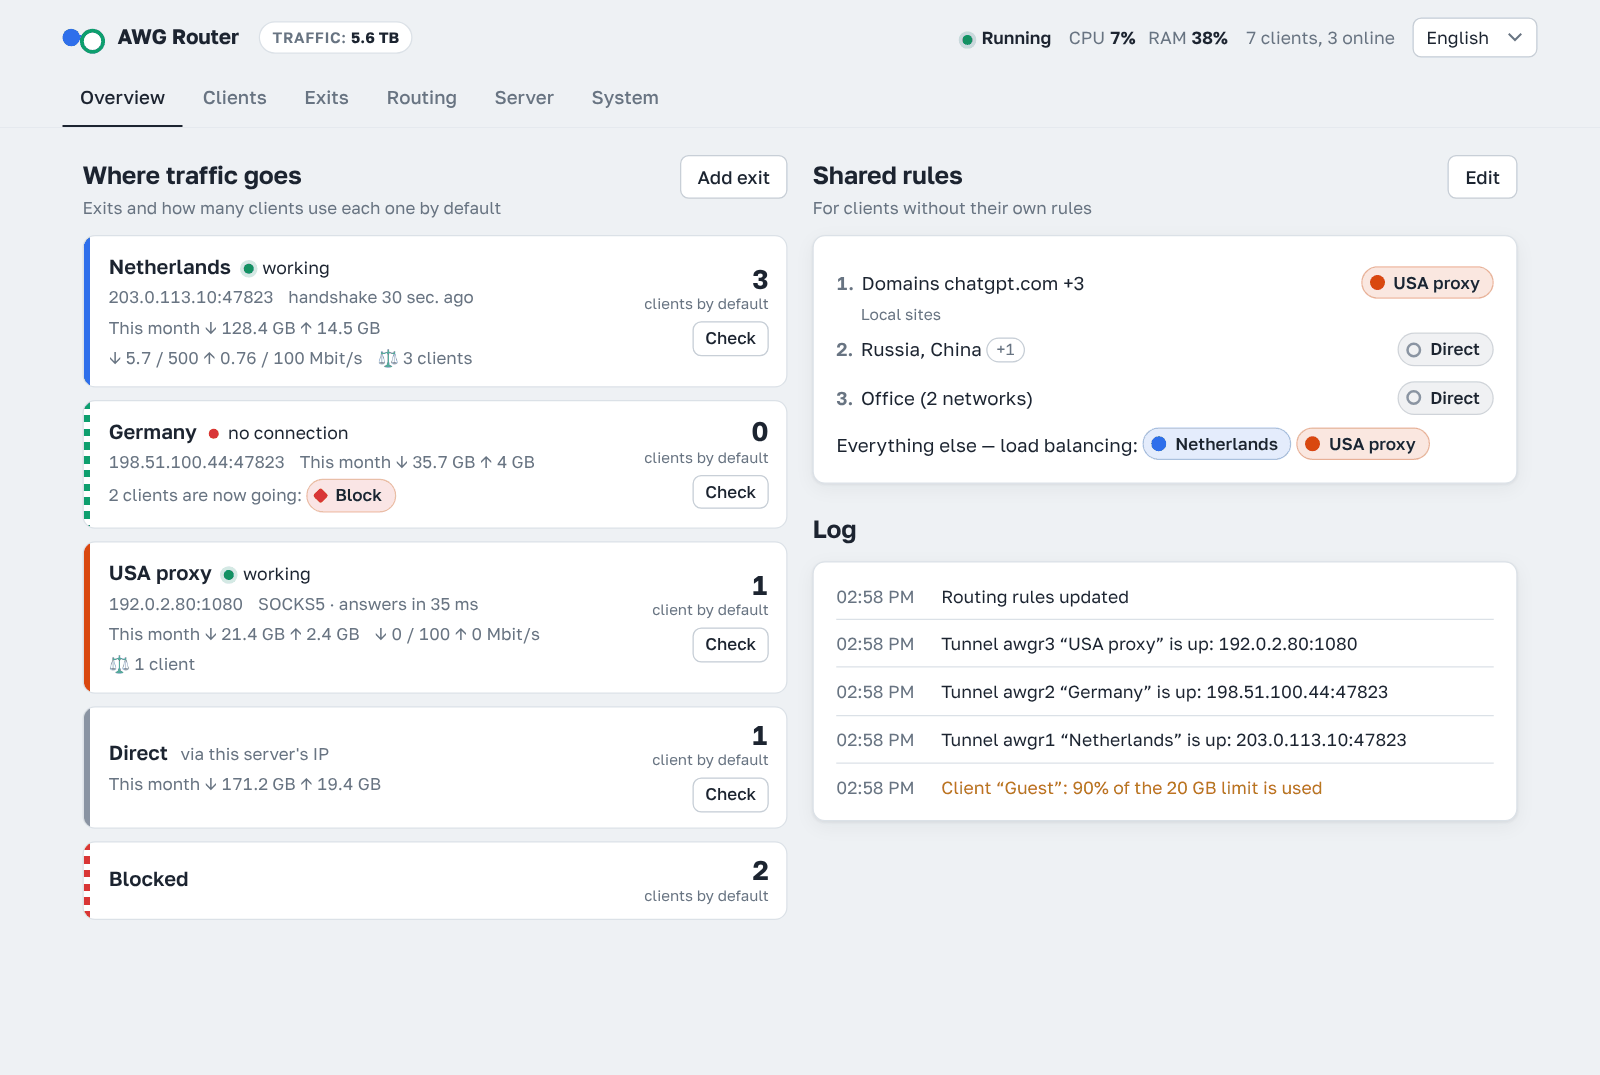 AWG Router
TRAFFIC: 5.6 TB
Running CPU 7% RAM 38% 7 clients, 3 online
English
Overview Clients Exits Routing Server System
Where traffic goes
Add exit
Exits and how many clients use each one by default
Netherlands working
203.0.113.10:47823 handshake 30 sec. ago
This month ↓ 128.4 GB ↑ 14.5 GB
↓ 5.7 / 500 ↑ 0.76 / 100 Mbit/s ⚖ 3 clients
3
clients by default
Check
Germany no connection
198.51.100.44:47823 This month ↓ 35.7 GB ↑ 4 GB
2 clients are now going: Block
0
clients by default
Check
USA proxy working
192.0.2.80:1080 SOCKS5 · answers in 35 ms
This month ↓ 21.4 GB ↑ 2.4 GB ↓ 0 / 100 ↑ 0 Mbit/s
⚖ 1 client
1
client by default
Check
Direct via this server's IP
This month ↓ 171.2 GB ↑ 19.4 GB
1
client by default
Check
Blocked
2
clients by default
Shared rules
Edit
For clients without their own rules
1. Domains chatgpt.com +3 USA proxy
Local sites
2. Russia, China +1 Direct
3. Office (2 networks) Direct
Everything else — load balancing: Netherlands USA proxy
Log
02:58 PM Routing rules updated
02:58 PM Tunnel awgr3 “USA proxy” is up: 192.0.2.80:1080
02:58 PM Tunnel awgr2 “Germany” is up: 198.51.100.44:47823
02:58 PM Tunnel awgr1 “Netherlands” is up: 203.0.113.10:47823
02:58 PM Client “Guest”: 90% of the 20 GB limit is used